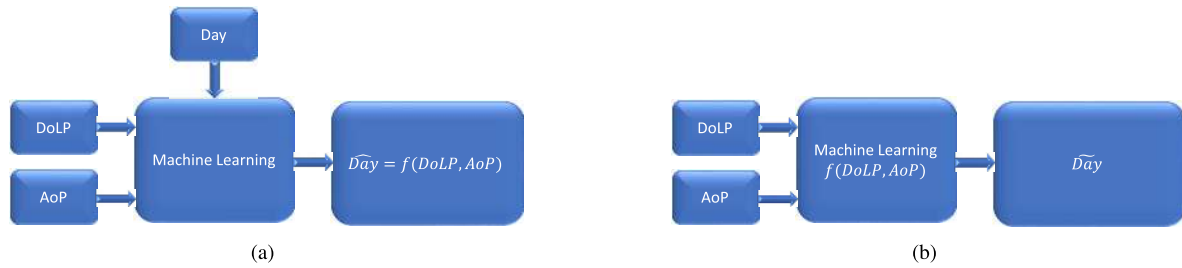 Day
DoLP
AoP
Machine Learning
$\widehat{Day} = f(DoLP, AoP)$
(a)
DoLP
AoP
Machine Learning
$f(DoLP, AoP)$
$\widetilde{Day}$
(b)